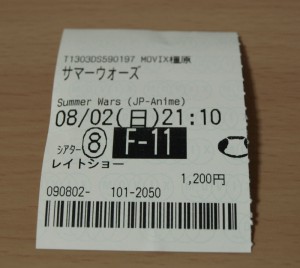 T1303DS590197 MOVIX橿原
サマーウォーズ
Summer Wars (JP-Anime)
08/02(日)21:10
シアター ⑧ F-11
レイトショー
1,200円
090802- 101-2050